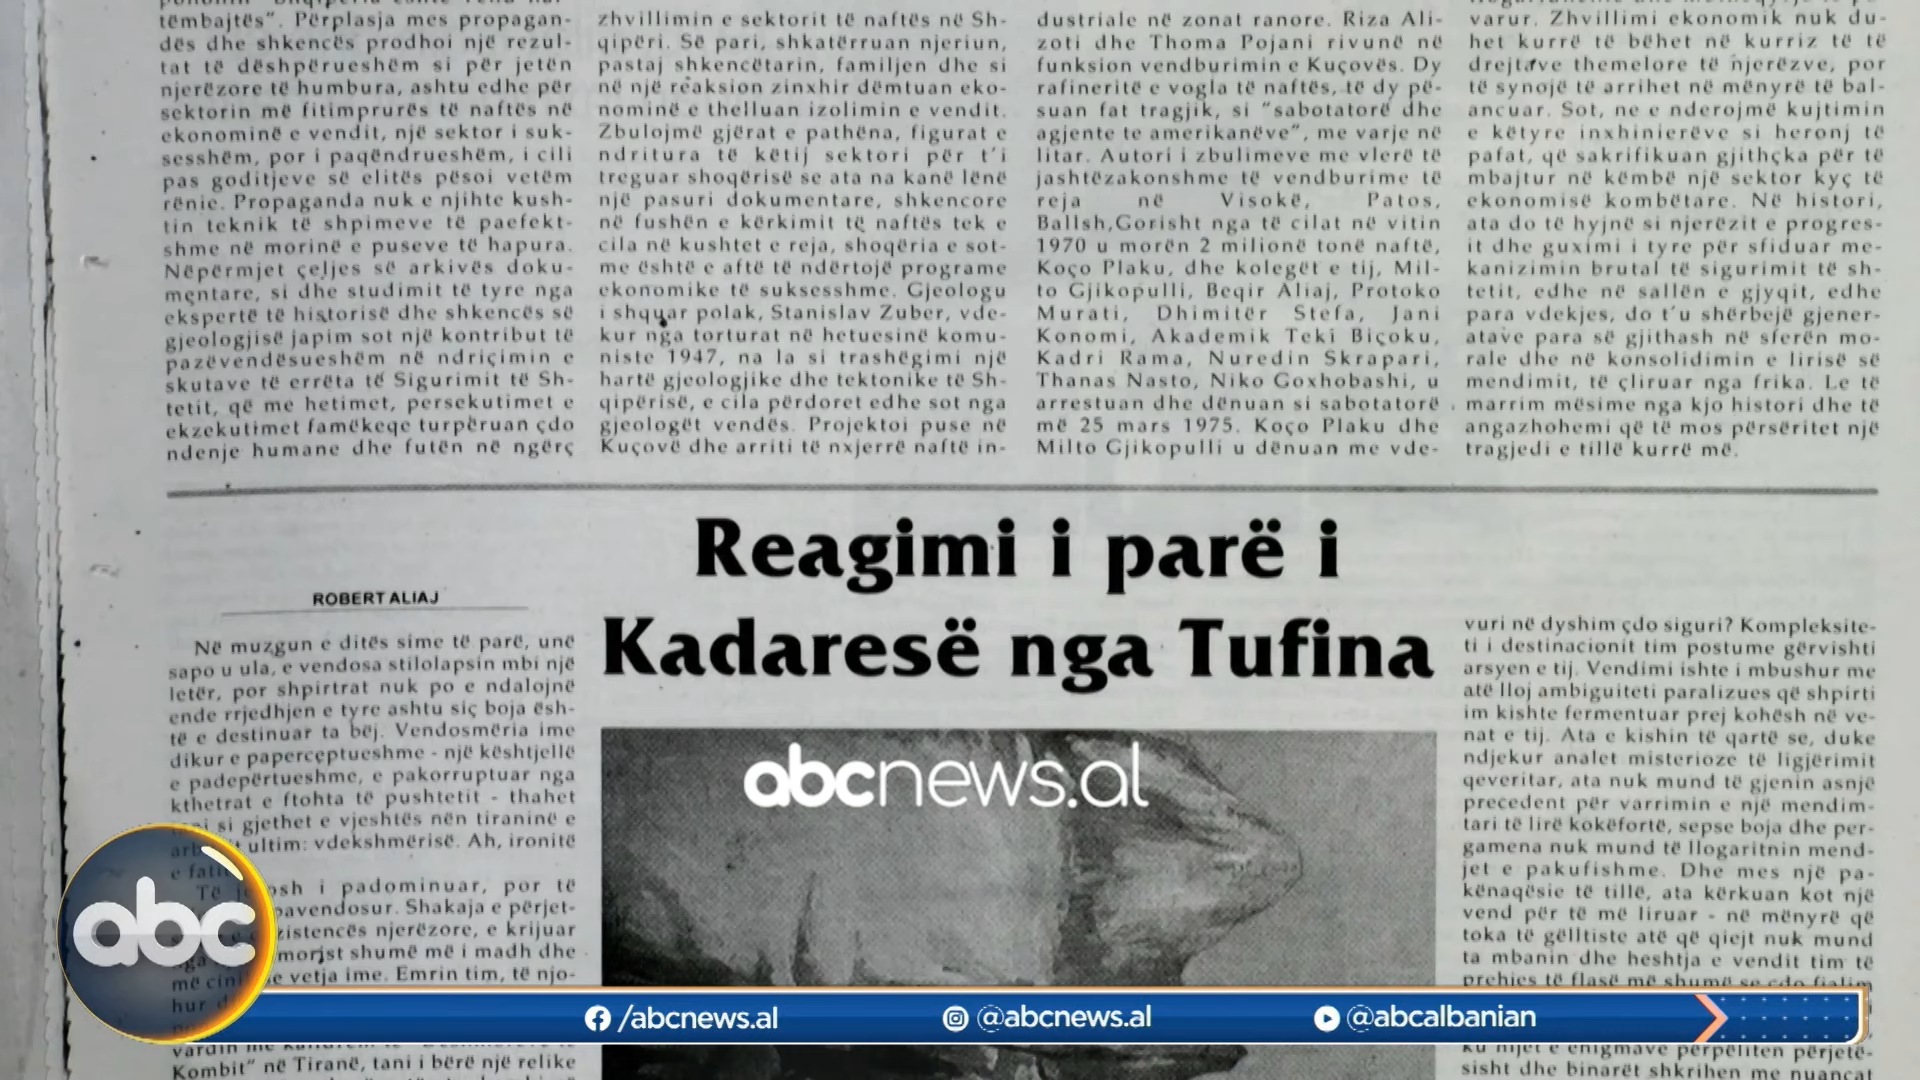 tëmbajtës". Përplasja mes propagan-
dës dhe shkencës prodhoi një rezul-
tat të dëshpërueshëm si për jetën
njerëzore të humbura, ashtu edhe për
sektorin më fitimprurës të naftës në
ekonominë e vendit, një sektor i suk-
sesshëm, por i paqëndrueshëm, i cili
pas goditjeve së elitës pësoi vetëm
rënie. Propaganda nuk e njihte kush-
tin teknik të shpimeve të paefekt-
shme në morinë e puseve të hapura.
Nëpërmjet çeljes së arkivës doku-
mentare, si dhe studimit të tyre nga
ekspertë të historisë dhe shkencës së
gjeologjisë japim sot një kontribut të
pazëvendësueshëm në ndriçimin e
skutave të errëta të Sigurimit të Sh-
tetit, që me hetimet, persekutimet e
ekzekutimet famëkeqe turpëruan çdo
ndenje humane dhe futën në ngërç
zhvillimin e sektorit të naftës në Sh-
qipëri. Së pari, shkatërruan njeriun,
pastaj shkencëtarin, familjen dhe si
në një reaksion zinxhir dëmtuan eko-
nominë e thelluan izolimin e vendit.
Zbulojmë gjërat e pathëna, figurat e
ndritura të këtij sektori për t'i
treguar shoqërisë se ata na kanë lënë
një pasuri dokumentare, shkencore
në fushën e kërkimit të naftës tek e
cila në kushtet e reja, shoqëria e sot-
me është e aftë të ndërtojë programe
ekonomike të suksesshme. Gjeologu
i shquar polak, Stanislav Zuber, vde-
kur nga torturat në hetuesinë komu-
niste 1947, na la si trashëgimi një
hartë gjeologjike dhe tektonike të Sh-
qipërisë, e cila përdoret edhe sot nga
gjeologët vendës. Projektoi puse në
Kuçovë dhe arriti të nxjerrë naftë in-
dustriale në zonat ranore. Riza Ali-
zoti dhe Thoma Pojani rivunë në
funksion vendburimin e Kuçovës. Dy
rafineritë e vogla të naftës, të dy pë-
suan fat tragjik, si "sabotatorë dhe
agjente te amerikanëve", me varje në
litar. Autori i zbulimeve me vlerë të
jashtëzakonshme të vendburime të
reja në Visokë, Patos,
Ballsh,Gorisht nga të cilat në vitin
1970 u morën 2 milionë tonë naftë,
Koço Plaku, dhe kolegët e tij, Mil-
to Gjikopulli, Beqir Aliaj, Protoko
Murati, Dhimitër Stefa, Jani
Konomi, Akademik Teki Biçoku,
Kadri Rama, Nuredin Skrapari,
Thanas Nasto, Niko Goxhobashi, u
arrestuan dhe dënuan si sabotatorë
më 25 mars 1975. Koço Plaku dhe
Milto Gjikopulli u dënuan me vde-
varur. Zhvillimi ekonomik nuk du-
het kurrë të bëhet në kurriz të të
drejtave themelore të njerëzve, por
të synojë të arrihet në mënyrë të bal-
ancuar. Sot, ne e nderojmë kujtimin
e këtyre inxhinierëve si heronj të
pafat, që sakrifikuan gjithçka për të
mbajtur në këmbë një sektor kyç të
ekonomisë kombëtare. Në histori,
ata do të hyjnë si njerëzit e progres-
it dhe guximi i tyre për sfiduar me-
kanizimin brutal të sigurimit të sh-
tetit, edhe në sallën e gjyqit, edhe
para vdekjes, do t'u shërbejë gjener-
atave para së gjithash në sferën mo-
rale dhe në konsolidimin e lirisë së
mendimit, të çliruar nga frika. Le të
marrim mësime nga kjo histori dhe të
angazhohemi që të mos përsëritet një
tragjedi e tillë kurrë më.
Reagimi i parë i
Kadaresë nga Tufina
ROBERT ALIAJ
Në muzgun e ditës sime të parë, unë
sapo u ula, e vendosa stilolapsin mbi një
letër, por shpirtrat nuk po e ndalojnë
ende rrjedhjen e tyre ashtu siç boja ësh-
të e destinuar ta bëj. Vendosmëria ime
dikur e paperceptueshme - një kështjellë
e padepërtueshme, e pakorruptuar nga
kthetrat e ftohta të pushtetit - thahet
si gjethet e vjeshtës nën tiraninë e
ultim: vdekshmërisë. Ah, ironitë
i padominuar, por të
pavendosur. Shakaja e përjet-
zistencës njerëzore, e krijuar
morist shumë më i madh dhe
vetja ime. Emrin tim, të njo-
hur
Kombit" në Tiranë, tani i bërë një relike
vuri në dyshim çdo siguri? Kompleksite-
ti i destinacionit tim postume gërvishti
arsyen e tij. Vendimi ishte i mbushur me
atë lloj ambiguiteti paralizues që shpirti
im kishte fermentuar prej kohësh në ve-
nat e tij. Ata e kishin të qartë se, duke
ndjekur analet misterioze të ligjërimit
qeveritar, ata nuk mund të gjenin asnjë
precedent për varrimin e një mendim-
tari të lirë kokëfortë, sepse boja dhe per-
gamena nuk mund të llogaritnin mend-
jet e pakufishme. Dhe mes një pa-
kënaqësie të tillë, ata kërkuan kot një
vend për të më liruar - në mënyrë që
toka të gëlltiste atë që qiejt nuk mund
ta mbanin dhe heshtja e vendit tim të
prehjes të flasë më shumë se çdo fjalim
ku hijet e enigmave përpëliten përjetë-
sisht dhe binarët shkrihen me nuancat
abcnews.al
abc
/abcnews.al
@abcnews.al
@abcalbanian